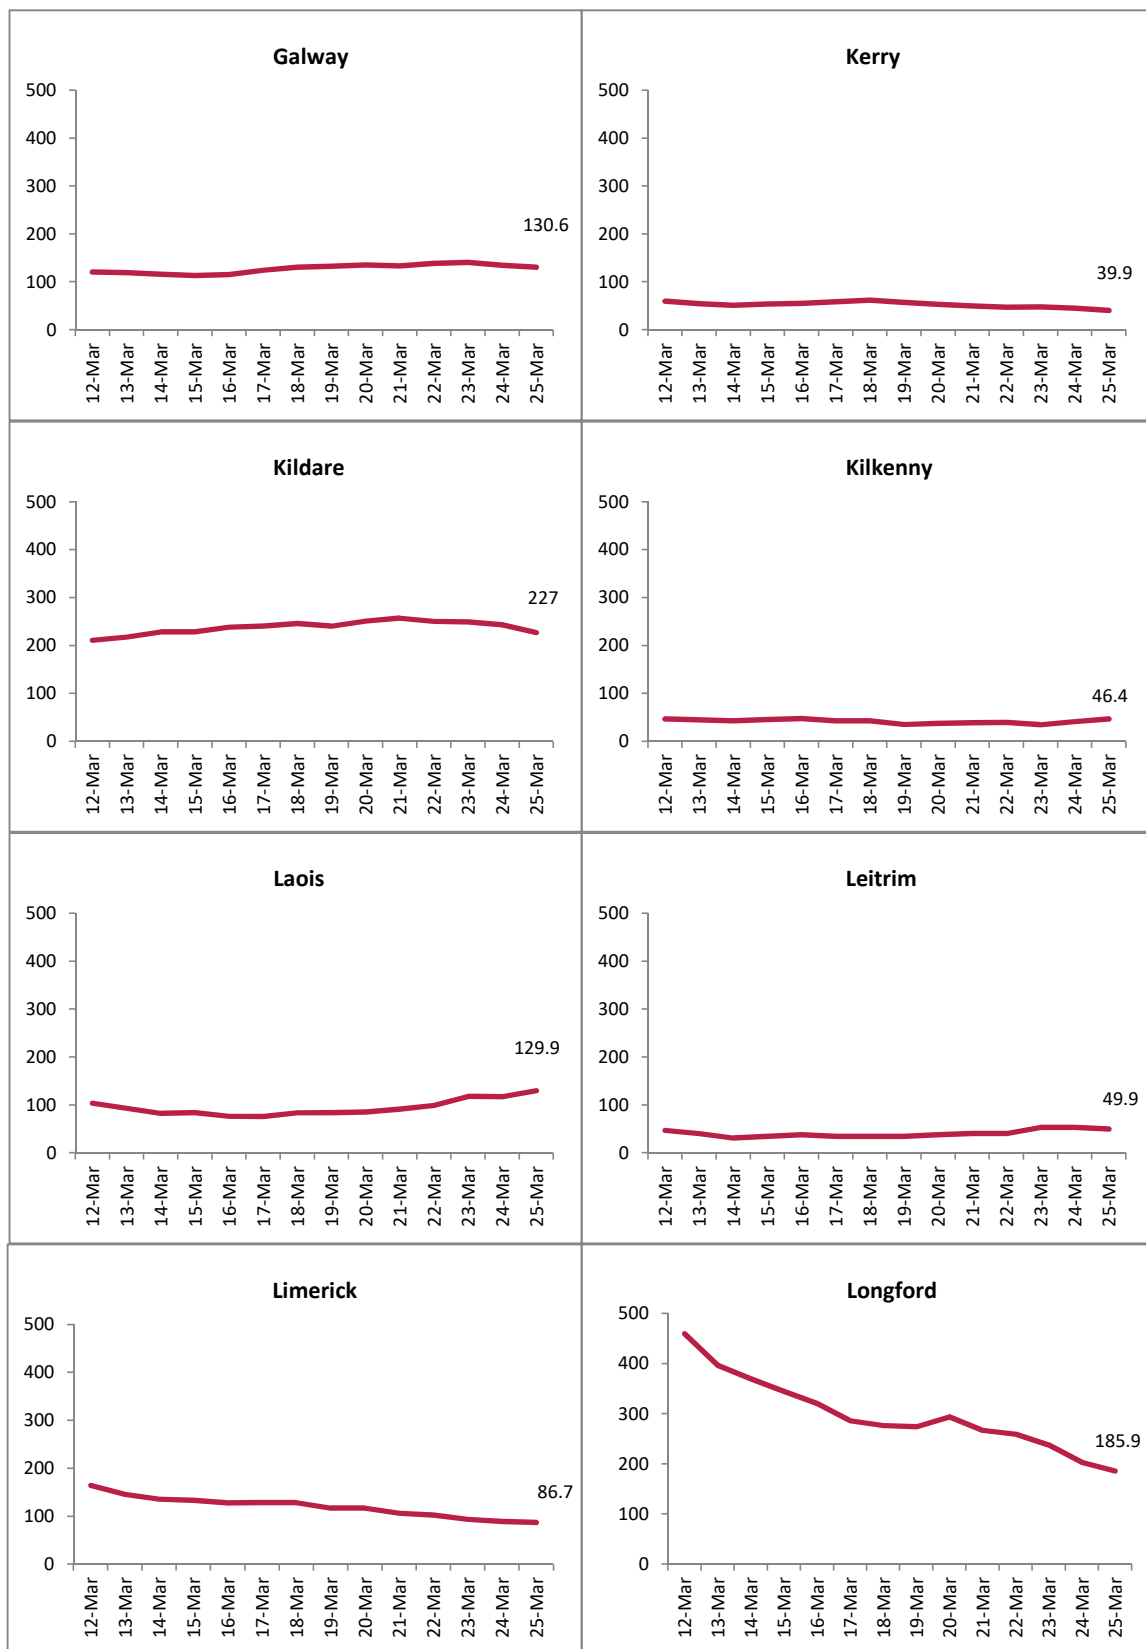 Galway
500
400
300
200
100
0
130.6
12-Mar
13-Mar
14-Mar
15-Mar
16-Mar
17-Mar
18-Mar
19-Mar
20-Mar
21-Mar
22-Mar
23-Mar
24-Mar
25-Mar
Kerry
500
400
300
200
100
0
39.9
12-Mar
13-Mar
14-Mar
15-Mar
16-Mar
17-Mar
18-Mar
19-Mar
20-Mar
21-Mar
22-Mar
23-Mar
24-Mar
25-Mar
Kildare
500
400
300
200
100
0
227
12-Mar
13-Mar
14-Mar
15-Mar
16-Mar
17-Mar
18-Mar
19-Mar
20-Mar
21-Mar
22-Mar
23-Mar
24-Mar
25-Mar
Kilkenny
500
400
300
200
100
0
46.4
12-Mar
13-Mar
14-Mar
15-Mar
16-Mar
17-Mar
18-Mar
19-Mar
20-Mar
21-Mar
22-Mar
23-Mar
24-Mar
25-Mar
Laois
500
400
300
200
100
0
129.9
12-Mar
13-Mar
14-Mar
15-Mar
16-Mar
17-Mar
18-Mar
19-Mar
20-Mar
21-Mar
22-Mar
23-Mar
24-Mar
25-Mar
Leitrim
500
400
300
200
100
0
49.9
12-Mar
13-Mar
14-Mar
15-Mar
16-Mar
17-Mar
18-Mar
19-Mar
20-Mar
21-Mar
22-Mar
23-Mar
24-Mar
25-Mar
Limerick
500
400
300
200
100
0
86.7
12-Mar
13-Mar
14-Mar
15-Mar
16-Mar
17-Mar
18-Mar
19-Mar
20-Mar
21-Mar
22-Mar
23-Mar
24-Mar
25-Mar
Longford
500
400
300
200
100
0
185.9
12-Mar
13-Mar
14-Mar
15-Mar
16-Mar
17-Mar
18-Mar
19-Mar
20-Mar
21-Mar
22-Mar
23-Mar
24-Mar
25-Mar